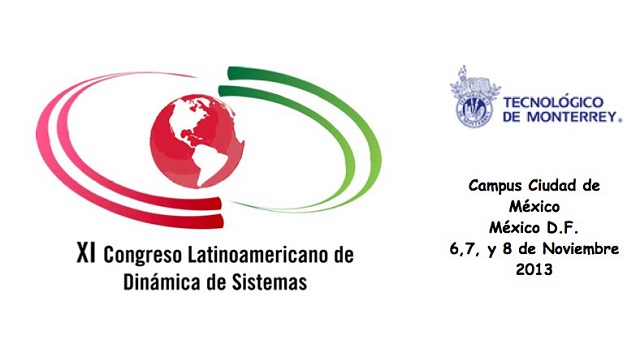 XI Congreso Latinoamericano de
Dinámica de Sistemas
TECNOLÓGICO
DE MONTERREY®
Campus Ciudad de
México
México D.F.
6,7, y 8 de Noviembre
2013